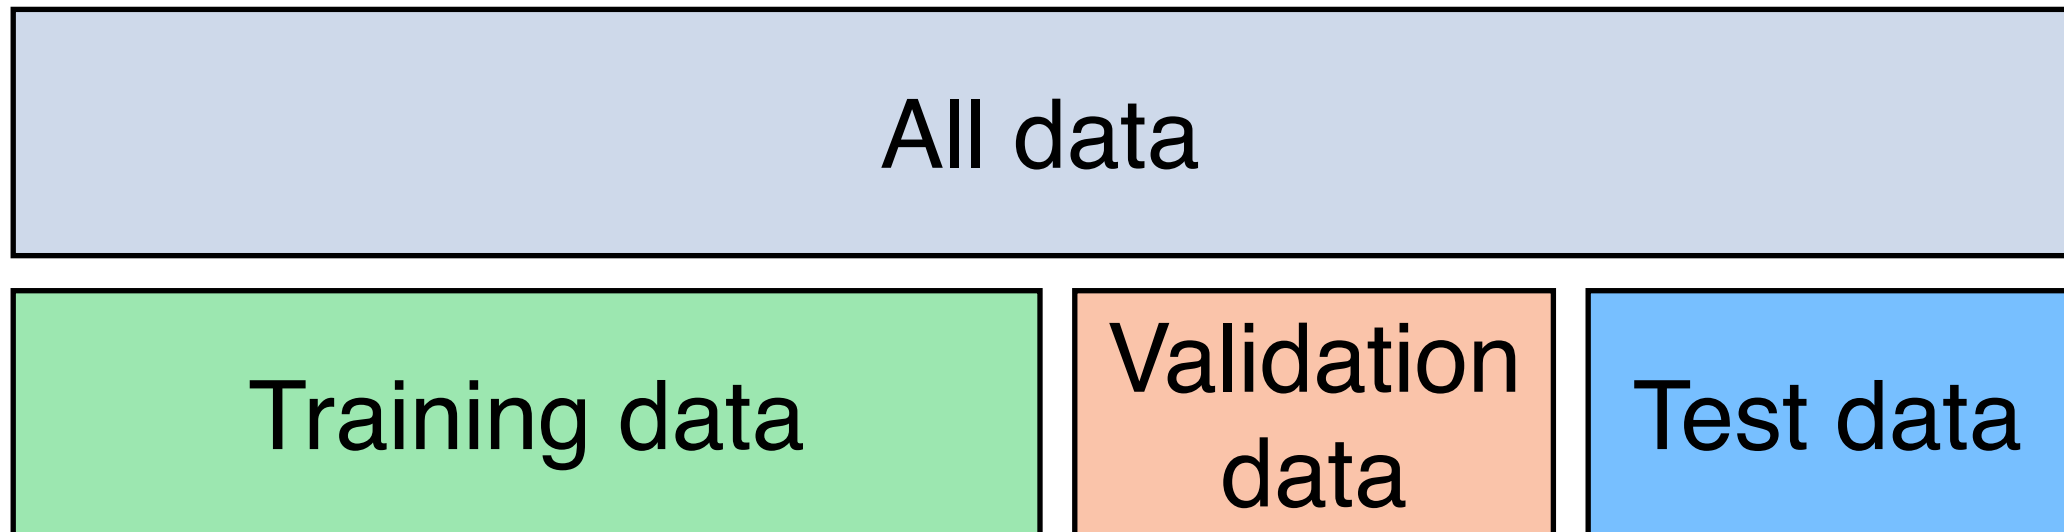 All data
Training data
Validation
data
Test data